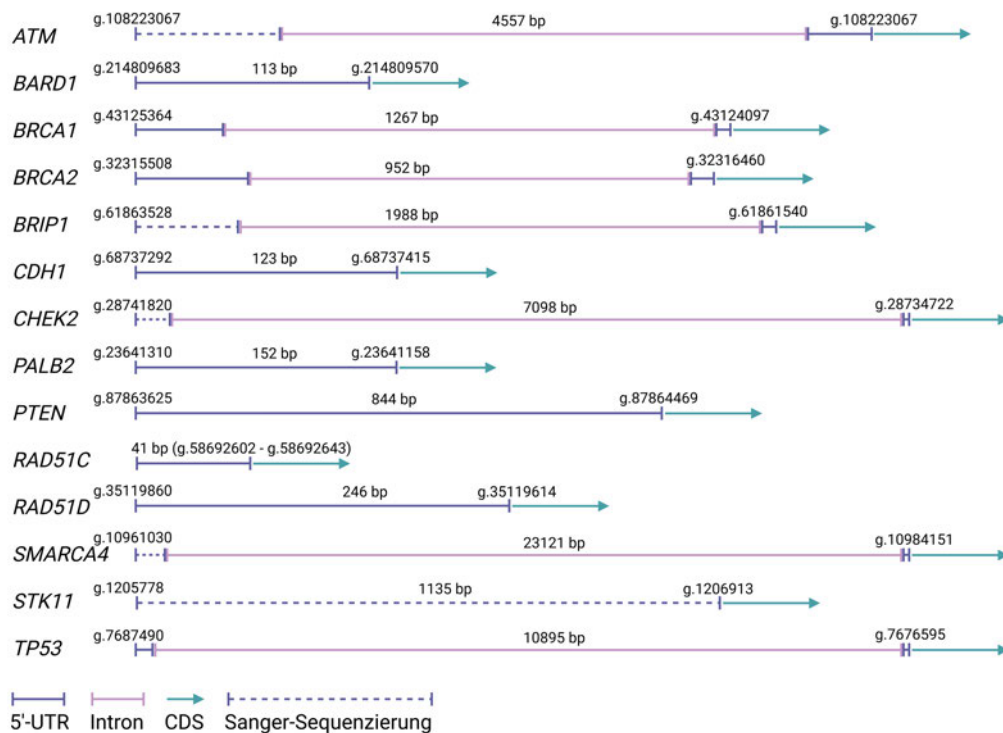 g.108223067 4557 bp g.108223067
ATM
g.214809683 113 bp g.214809570
BARD1
g.43125364 1267 bp g.43124097
BRCA1
g.32315508 952 bp g.32316460
BRCA2
g.61863528 1988 bp g.61861540
BRIP1
g.68737292 123 bp g.68737415
CDH1
g.28741820 7098 bp g.28734722
CHEK2
g.23641310 152 bp g.23641158
PALB2
g.87863625 844 bp g.87864469
PTEN
41 bp (g.58692602 - g.58692643)
RAD51C
g.35119860 246 bp g.35119614
RAD51D
g.10961030 23121 bp g.10984151
SMARCA4
g.1205778 1135 bp g.1206913
STK11
g.7687490 10895 bp g.7676595
TP53
5'-UTR Intron CDS Sanger-Sequenzierung